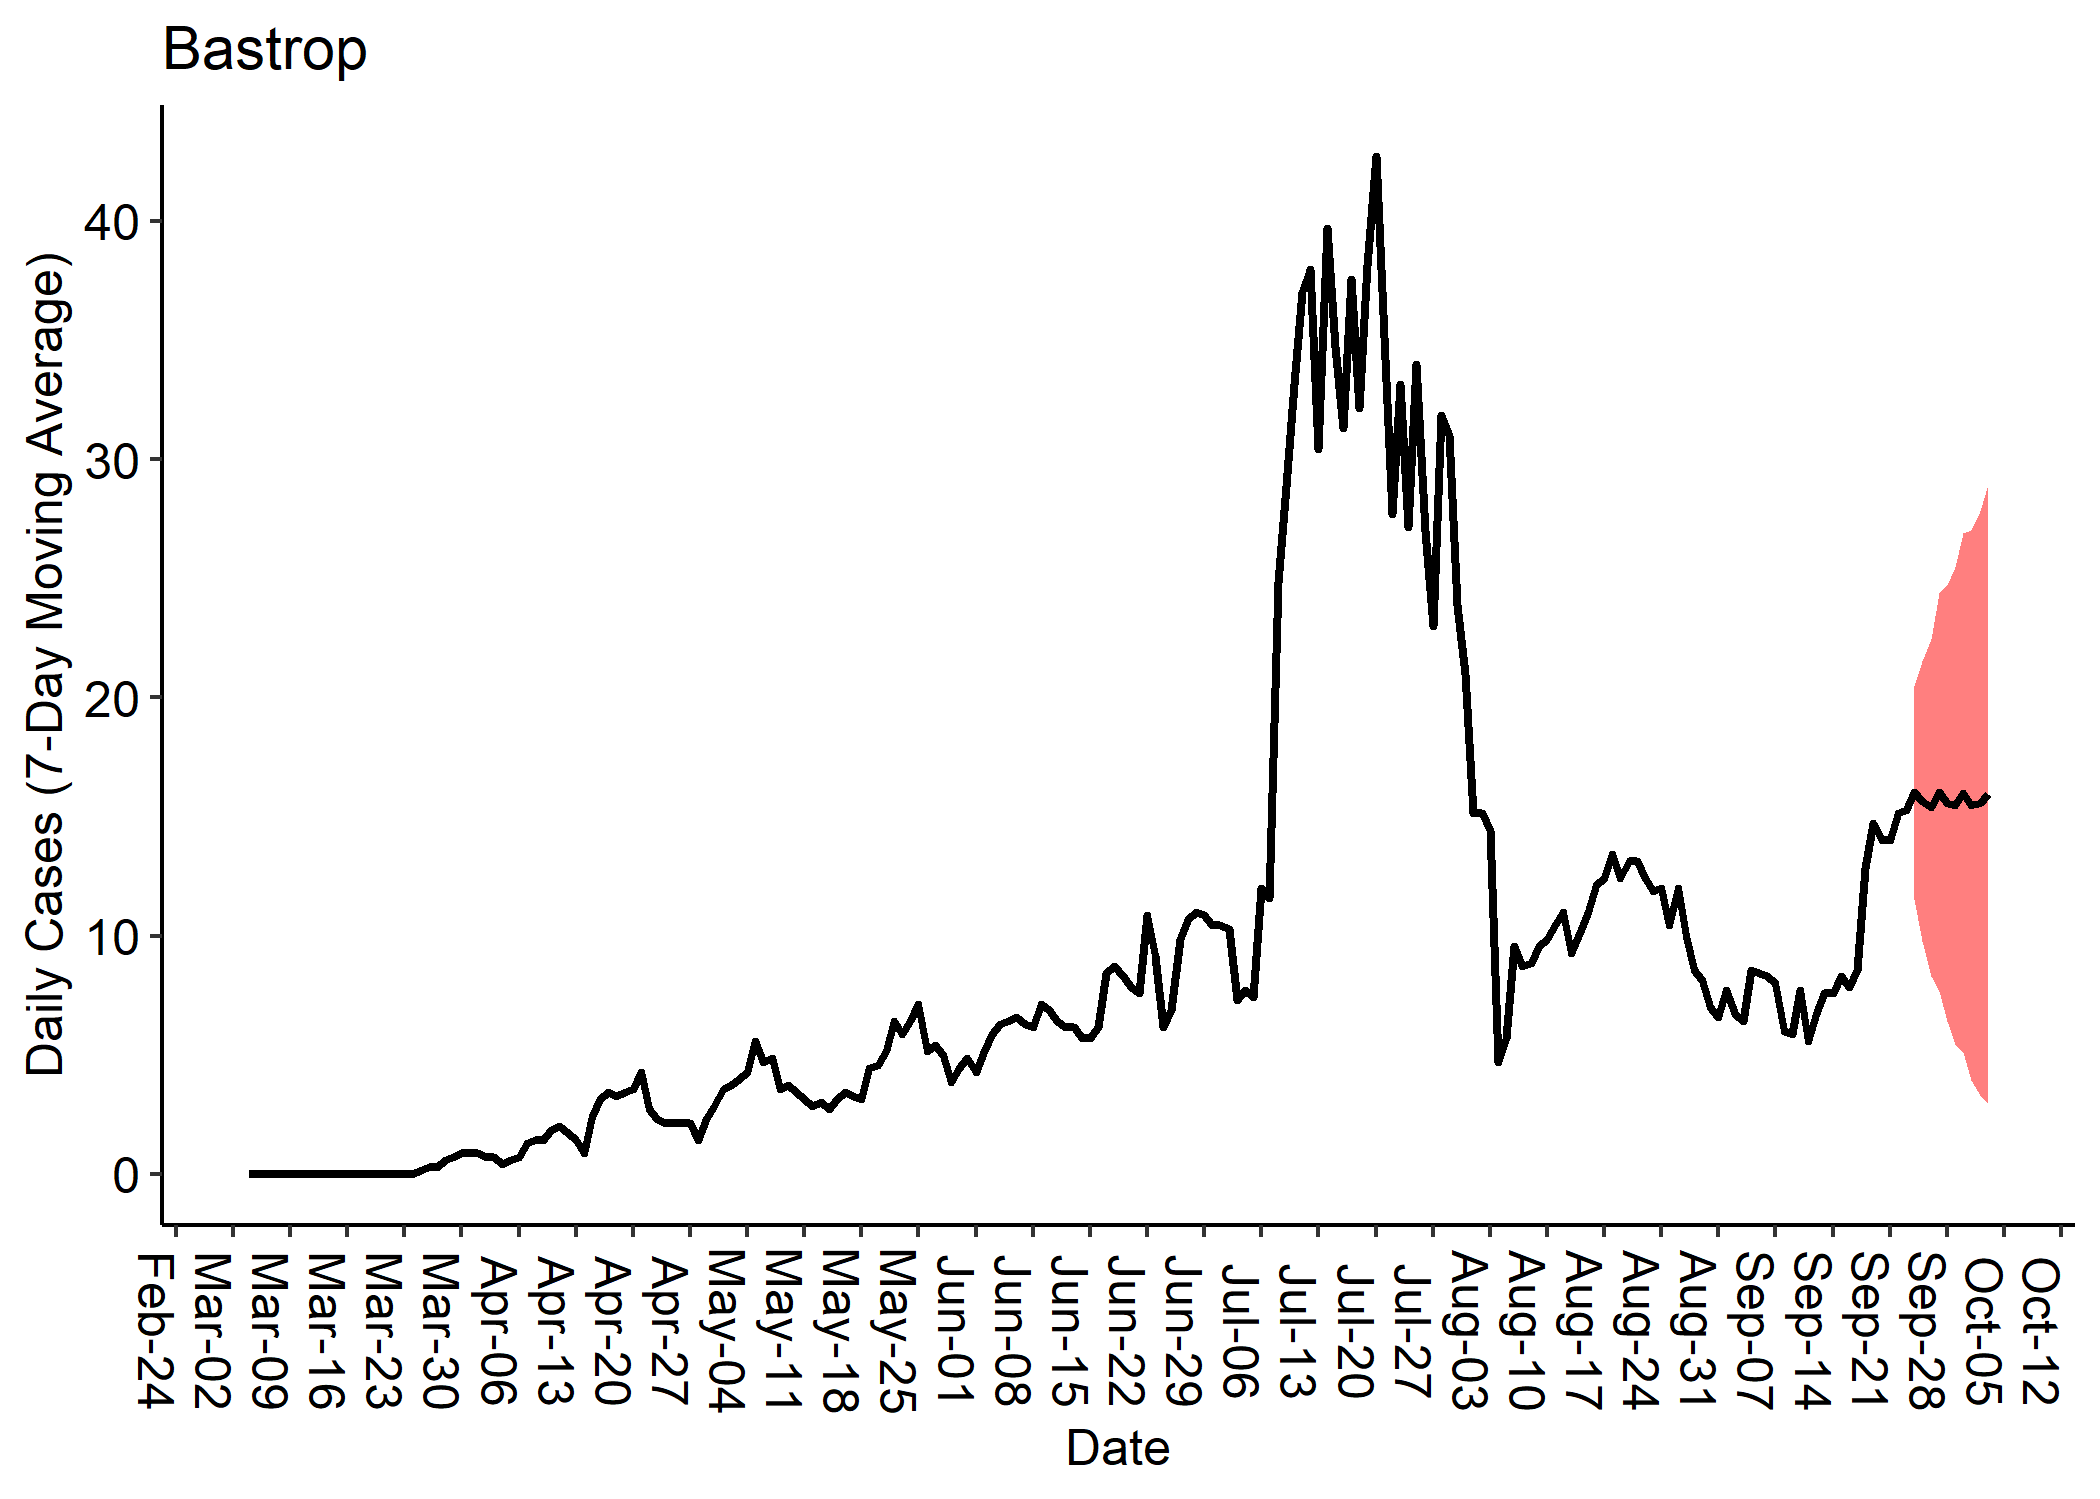 Bastrop
Daily Cases (7-Day Moving Average)
40
30
20
10
0
Feb-24
Mar-02
Mar-09
Mar-16
Mar-23
Mar-30
Apr-06
Apr-13
Apr-20
Apr-27
May-04
May-11
May-18
May-25
Jun-01
Jun-08
Jun-15
Jun-22
Jun-29
Jul-06
Jul-13
Jul-20
Jul-27
Aug-03
Aug-10
Aug-17
Aug-24
Aug-31
Sep-07
Sep-14
Sep-21
Sep-28
Oct-05
Oct-12
Date